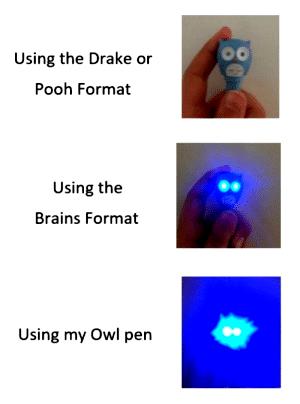 Using the Drake or
Pooh Format
Using the
Brains Format
Using my Owl pen